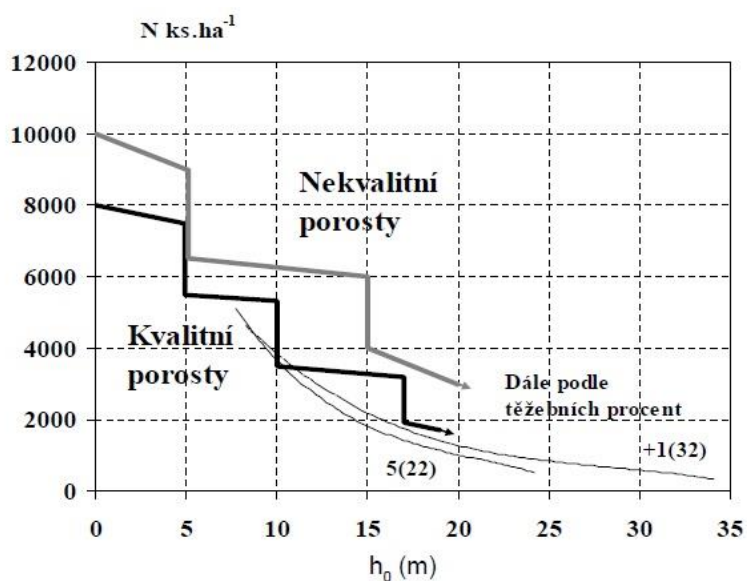 N ks.ha⁻¹
12000
10000
8000
6000
4000
2000
0
Nekvalitní
porosty
Kvalitní
porosty
Dále podle
těžebních procent
+1(32)
5(22)
0 5 10 15 20 25 30 35
h₀ (m)